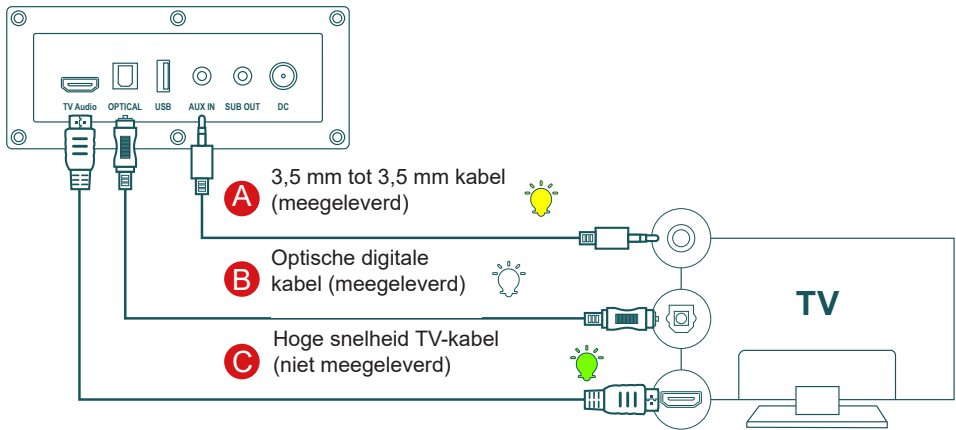 TV Audio OPTICAL USB AUX IN SUB OUT DC
A
3,5 mm tot 3,5 mm kabel
(meegeleverd)
B
Optische digitale
kabel (meegeleverd)
C
Hoge snelheid TV-kabel
(niet meegeleverd)
TV